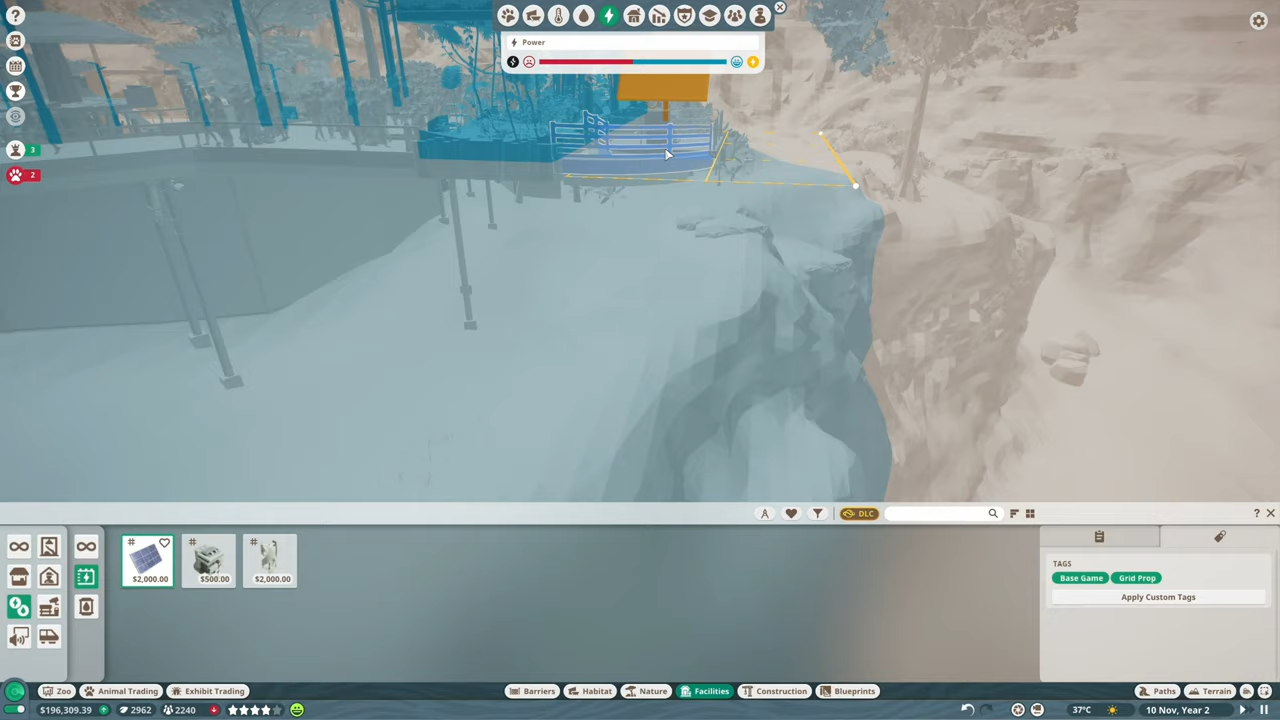 Power
3
2
DLC
$2,000.00
$500.00
$2,000.00
TAGS
Base Game
Grid Prop
Apply Custom Tags
Zoo
Animal Trading
Exhibit Trading
Barriers
Habitat
Nature
Facilities
Construction
Blueprints
Paths
Terrain
$196,309.39
2962
2240
37°C
10 Nov, Year 2